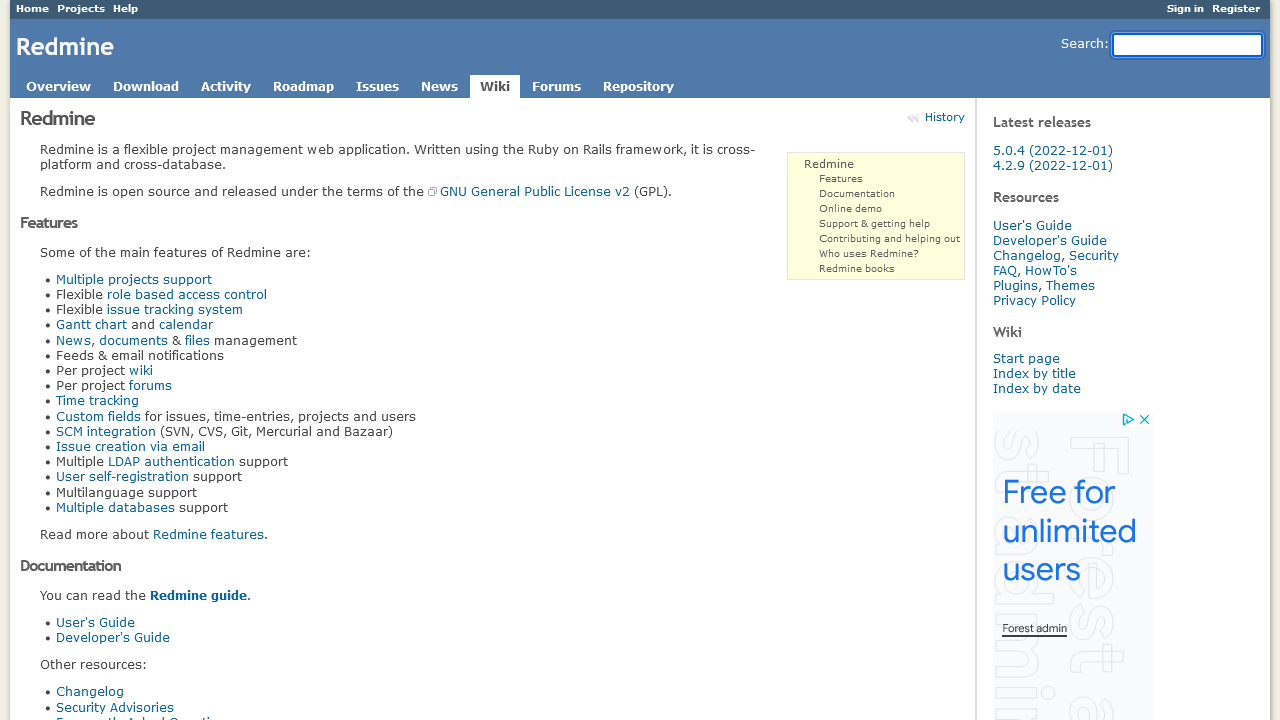 Home Projects Help
Sign in Register
Redmine
Search:
Overview Download Activity Roadmap Issues News Wiki Forums Repository
Redmine
History
Redmine is a flexible project management web application. Written using the Ruby on Rails framework, it is cross-
platform and cross-database.
Redmine is open source and released under the terms of the GNU General Public License v2 (GPL).
Redmine
Features
Documentation
Online demo
Support & getting help
Contributing and helping out
Who uses Redmine?
Redmine books
Features
Some of the main features of Redmine are:
Multiple projects support
Flexible role based access control
Flexible issue tracking system
Gantt chart and calendar
News, documents & files management
Feeds & email notifications
Per project wiki
Per project forums
Time tracking
Custom fields for issues, time-entries, projects and users
SCM integration (SVN, CVS, Git, Mercurial and Bazaar)
Issue creation via email
Multiple LDAP authentication support
User self-registration support
Multilanguage support
Multiple databases support
Read more about Redmine features.
Documentation
You can read the Redmine guide.
User's Guide
Developer's Guide
Other resources:
Changelog
Security Advisories
Latest releases
5.0.4 (2022-12-01)
4.2.9 (2022-12-01)
Resources
User's Guide
Developer's Guide
Changelog, Security
FAQ, HowTo's
Plugins, Themes
Privacy Policy
Wiki
Start page
Index by title
Index by date
Free for
unlimited
users
Forest admin